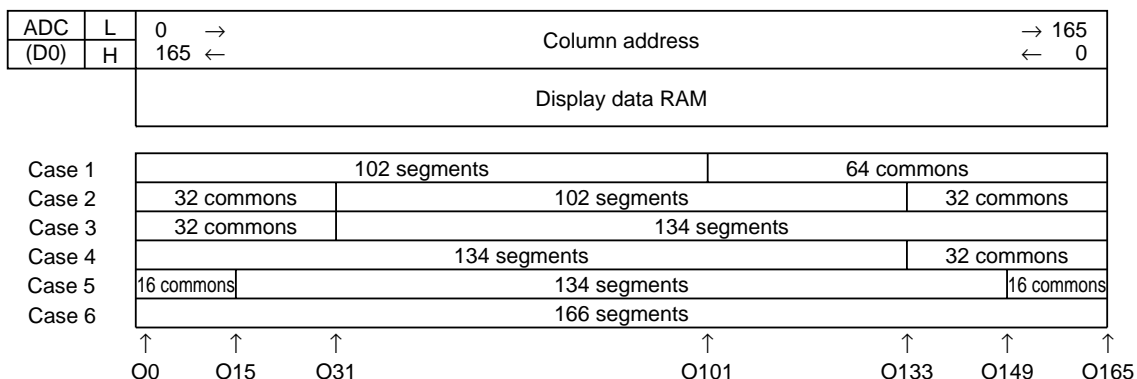 ADC L 0 → → 165
Column address
(D0) H 165 ← ← 0
Display data RAM
Case 1 102 segments 64 commons
Case 2 32 commons 102 segments 32 commons
Case 3 32 commons 134 segments
Case 4 134 segments 32 commons
Case 5 16 commons 134 segments 16 commons
Case 6 166 segments
↑ ↑ ↑ ↑ ↑ ↑ ↑
O0 O15 O31 O101 O133 O149 O165